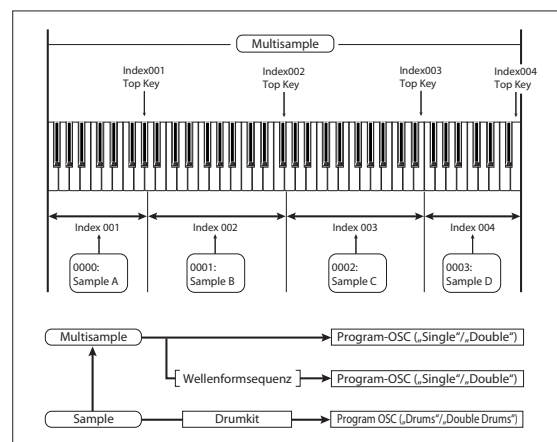 Multisample
Index001
Top Key
Index002
Top Key
Index003
Top Key
Index004
Top Key
Index 001
Index 002
Index 003
Index 004
0000:
Sample A
0001:
Sample B
0002:
Sample C
0003:
Sample D
Multisample
Program-OSC („Single“/„Double“)
Wellenformsequenz
Program-OSC („Single“/„Double“)
Sample
Drumkit
Program OSC („Drums“/„Double Drums“)